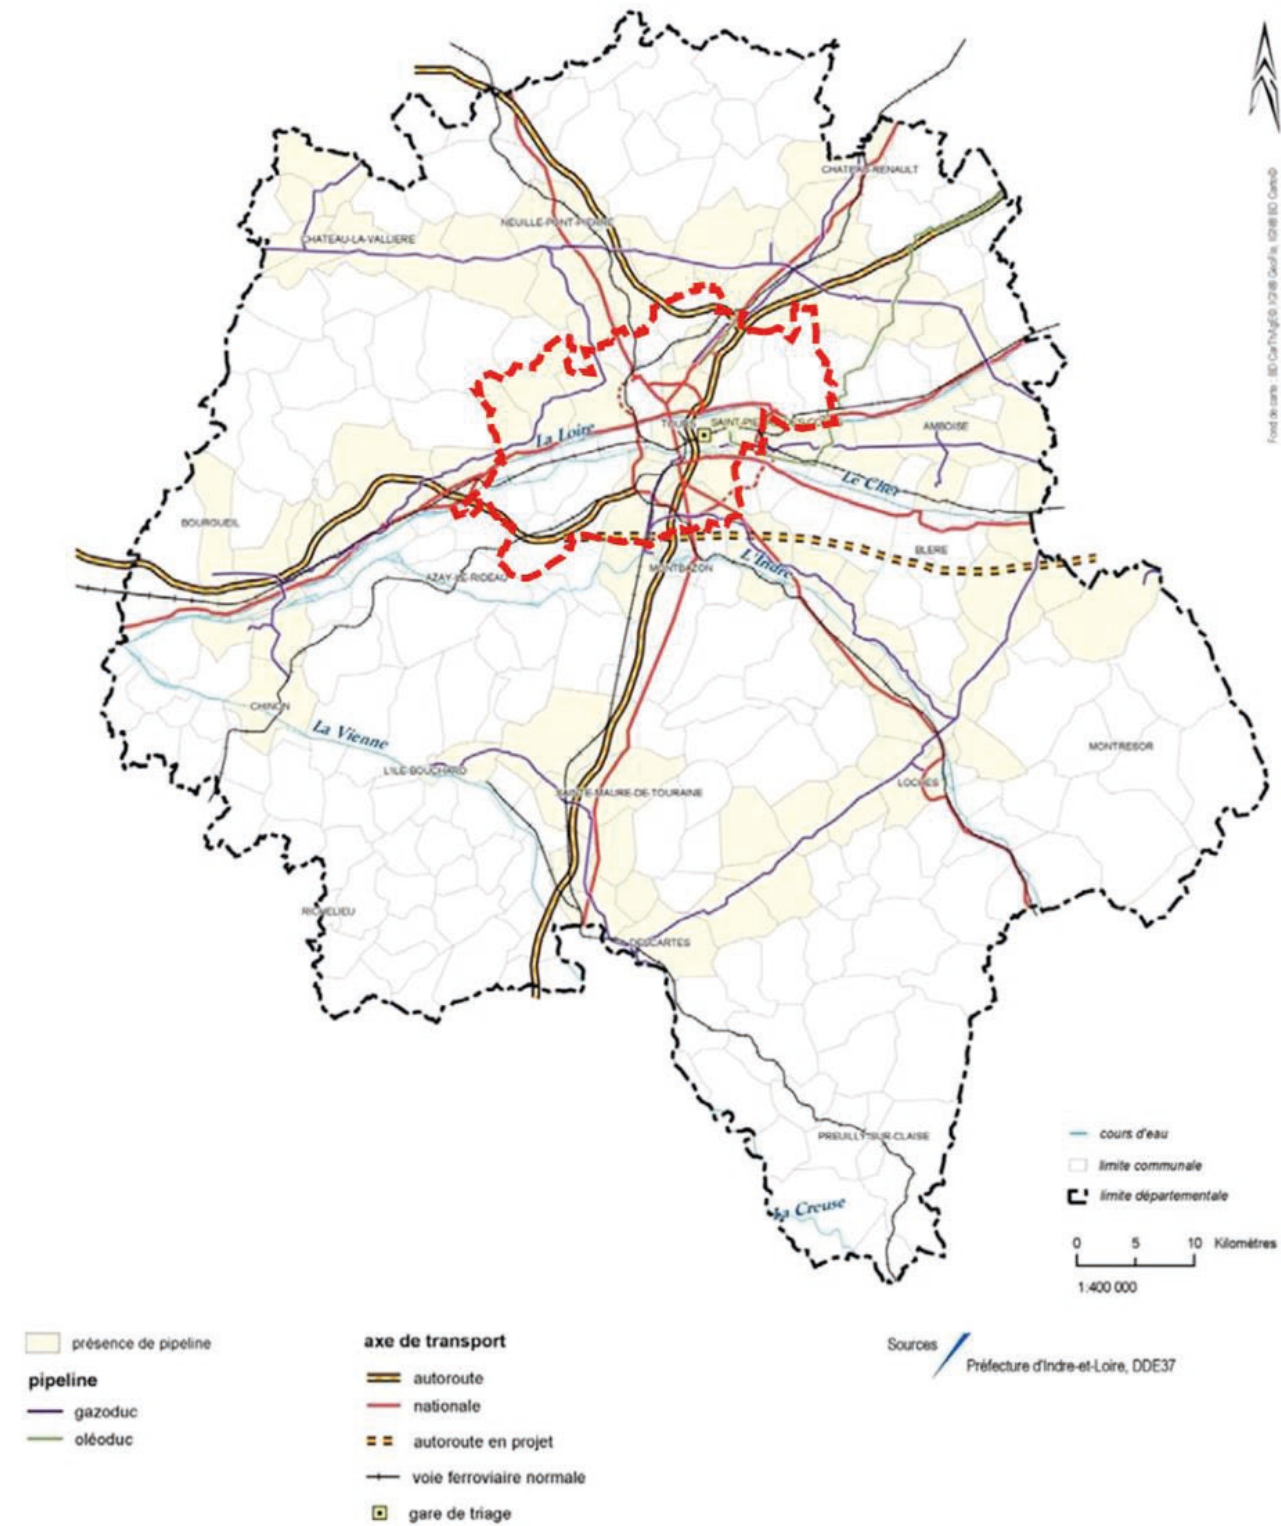 CHATEAU-RENAULT
NEUILLE-PONT-PIERRE
CHATEAU-LA-VALLIERE
TOURS
La Loire
AMBOISE
Le Cher
BOURGUEIL
BLERE
L'Indre
MONTBAZON
AZAY-LE-RIDEAU
CHINON
La Vienne
MONTRESOR
L'ILE-BOUCHARD
LOCHES
SAINTE-MAURE-DE-TOURAINE
RICHELIEU
DESCARTES
PREUILLY-SUR-CLAISE
La Creuse
cours d'eau
limite communale
limite départementale
0 5 10 Kilomètres
1:400 000
présence de pipeline
pipeline
gazoduc
oléoduc
axe de transport
autoroute
nationale
autoroute en projet
voie ferroviaire normale
gare de triage
Sources
Préfecture d'Indre-et-Loire, DDE37